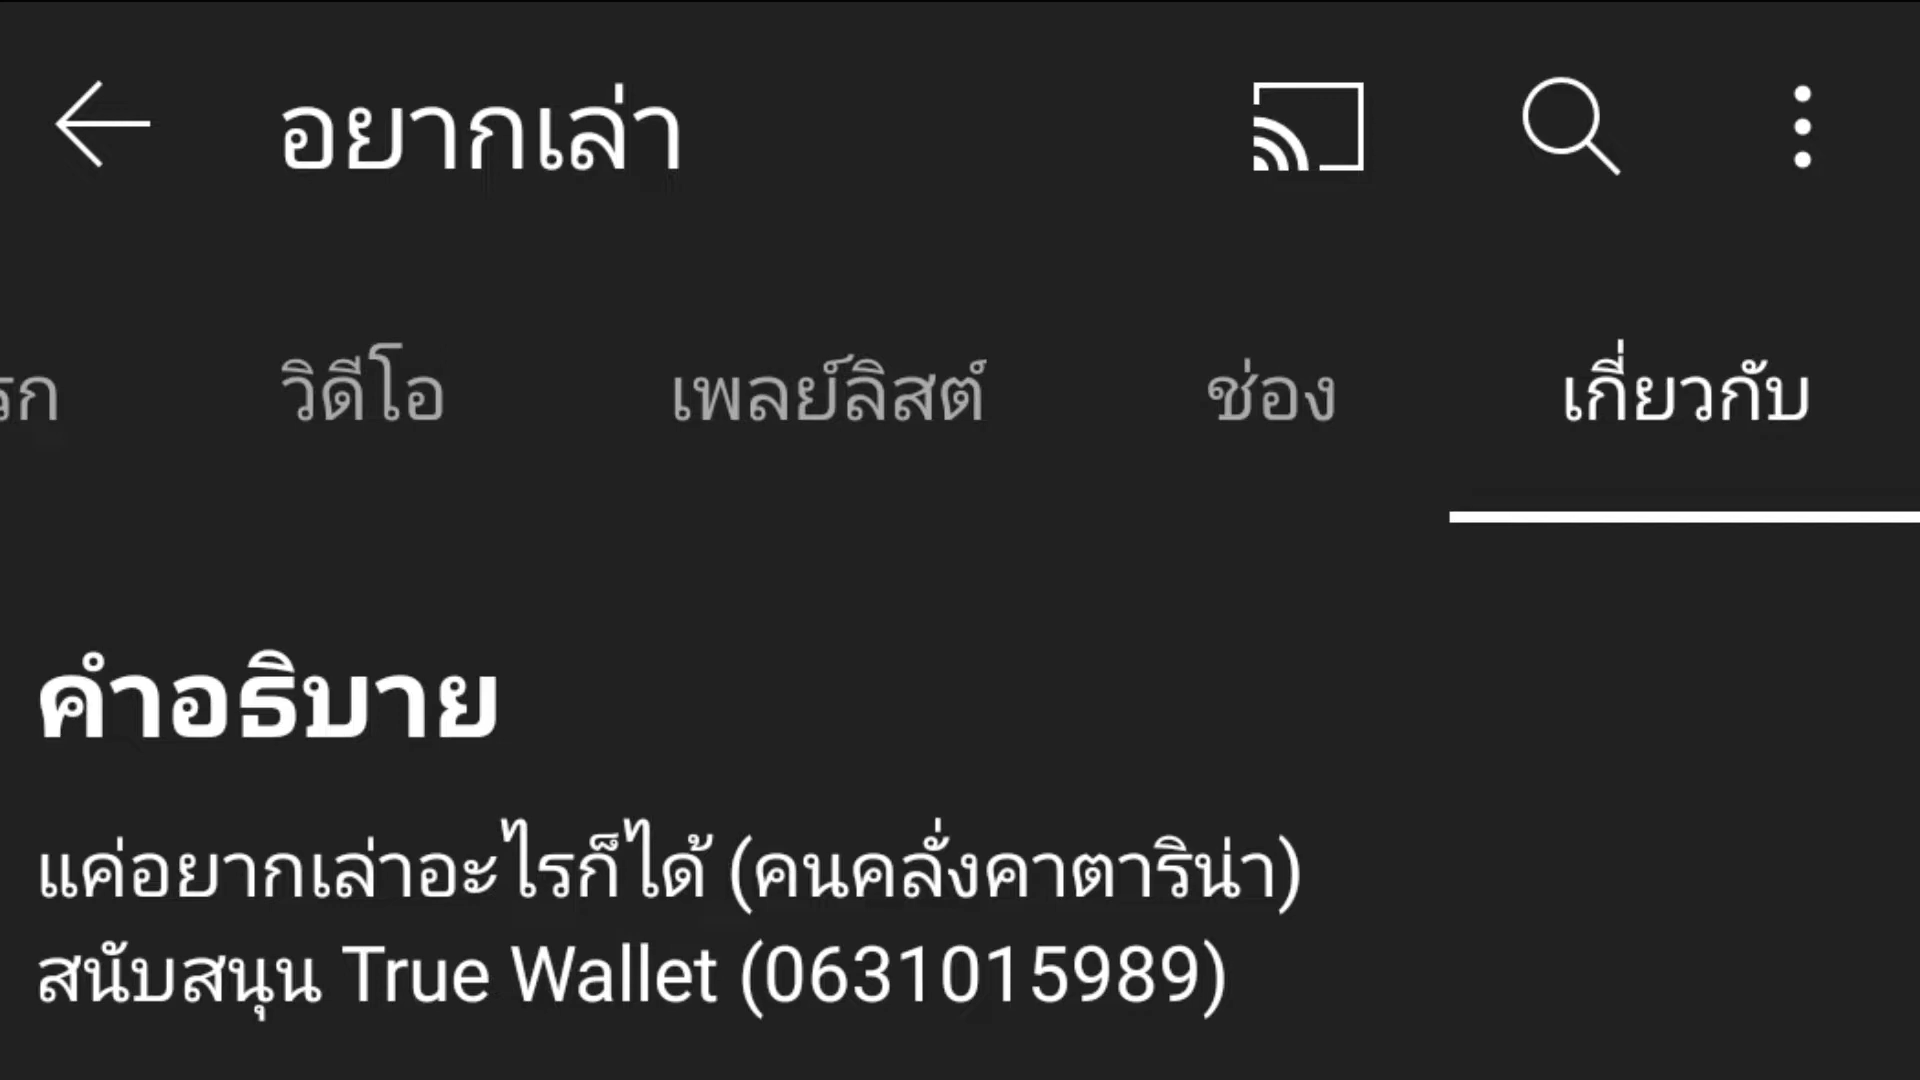 อยากเล่า
รก วิดีโอ เพลย์ลิสต์ ช่อง เกี่ยวกับ
คำอธิบาย
แค่อยากเล่าอะไรก็ได้ (คนคลั่งคาตาริน่า)
สนับสนุน True Wallet (0631015989)